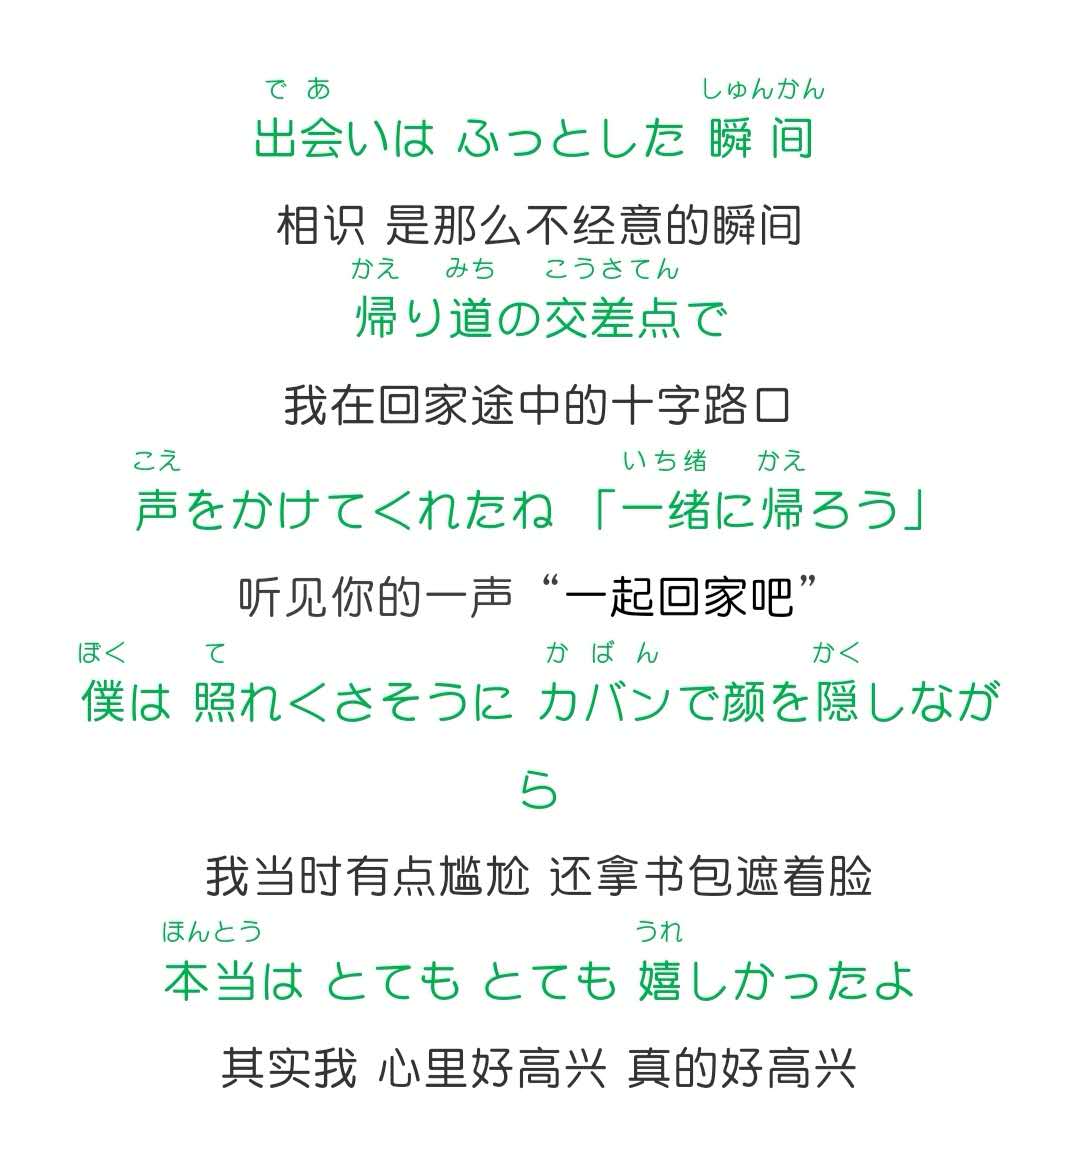 で あ しゅんかん
出会いは ふっとした 瞬 间
相识 是那么不经意的瞬间
かえ みち こうさてん
帰り道の交差点で
我在回家途中的十字路口
こえ いち绪 かえ
声をかけてくれたね 「一绪に帰ろう」
听见你的一声“一起回家吧”
ぼく て か ば ん かく
僕は 照れくさそうに カバンで顔を隠しなが
ら
我当时有点尴尬 还拿书包遮着脸
ほんとう うれ
本当は とても とても 嬉しかったよ
其实我 心里好高兴 真的好高兴